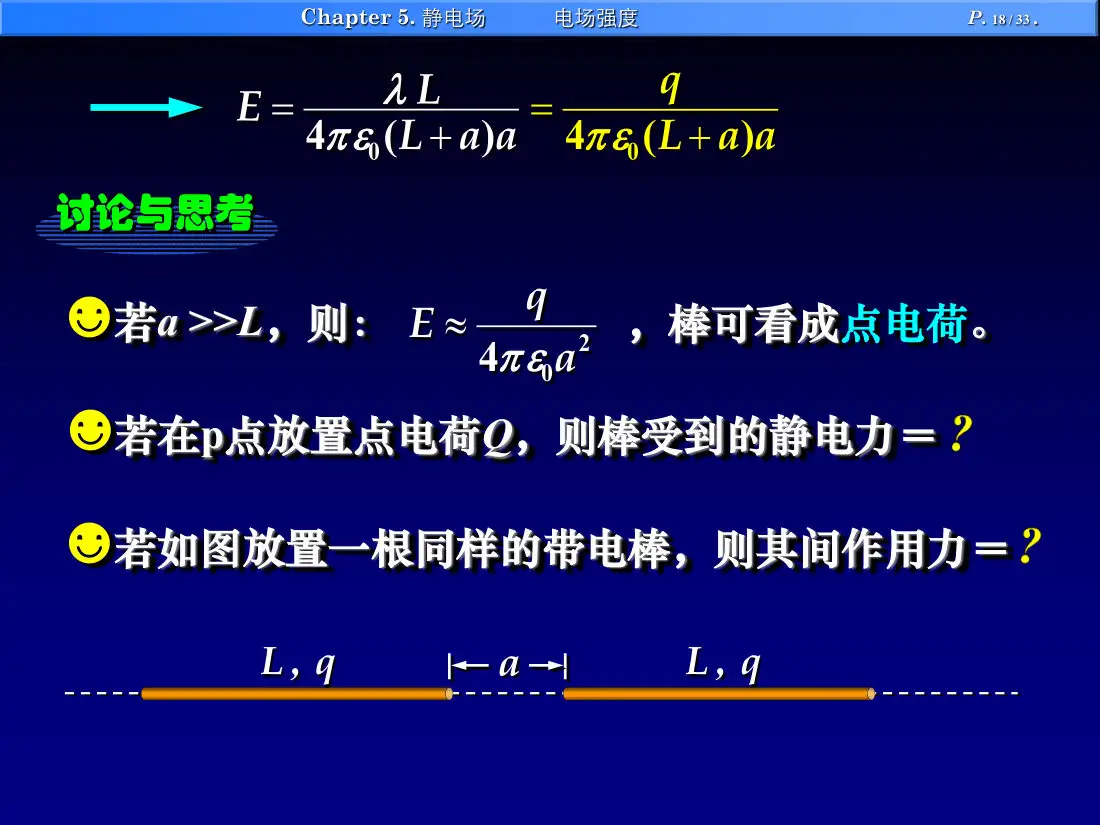 Chapter 5. 静电场 电场强度 P. 18 / 33 .
E = λ L / 4πε₀(L + a)a = q / 4πε₀(L + a)a
讨论与思考
若a >>L，则： E ≈ q / 4πε₀a² ，棒可看成点电荷。
若在p点放置点电荷Q，则棒受到的静电力＝？
若如图放置一根同样的带电棒，则其间作用力＝？
L , q a L , q